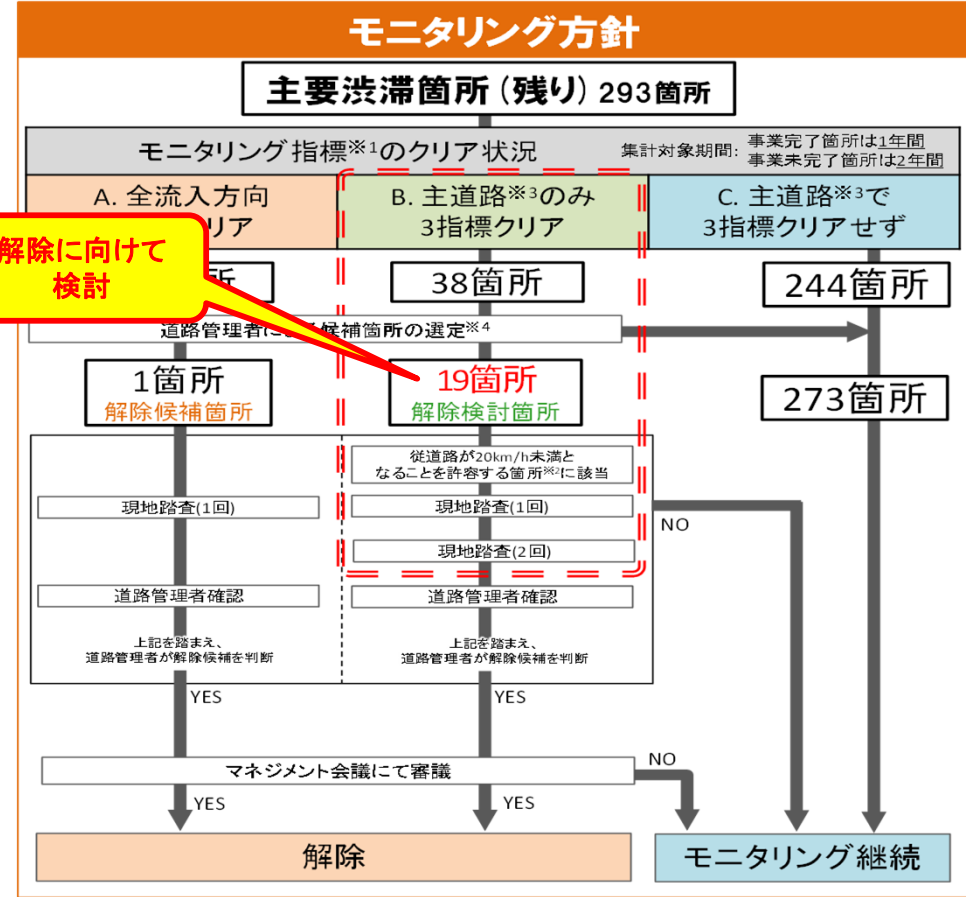 モニタリング方針
主要渋滞箇所(残り) 293箇所
モニタリング指標※1のクリア状況
集計対象期間:
事業完了箇所は1年間
事業未完了箇所は2年間
A. 全流入方向
リア
B. 主道路※3のみ
3指標クリア
C. 主道路※3で
3指標クリアせず
解除に向けて
検討
所
38箇所
244箇所
道路管理者に
候補箇所の選定※4
1箇所
解除候補箇所
19箇所
解除検討箇所
273箇所
従道路が20km/h未満と
なることを許容する箇所※2に該当
現地踏査(1回)
現地踏査(1回)
NO
現地踏査(2回)
道路管理者確認
道路管理者確認
上記を踏まえ、
道路管理者が解除候補を判断
上記を踏まえ、
道路管理者が解除候補を判断
YES
YES
マネジメント会議にて審議
NO
YES
YES
解除
モニタリング継続